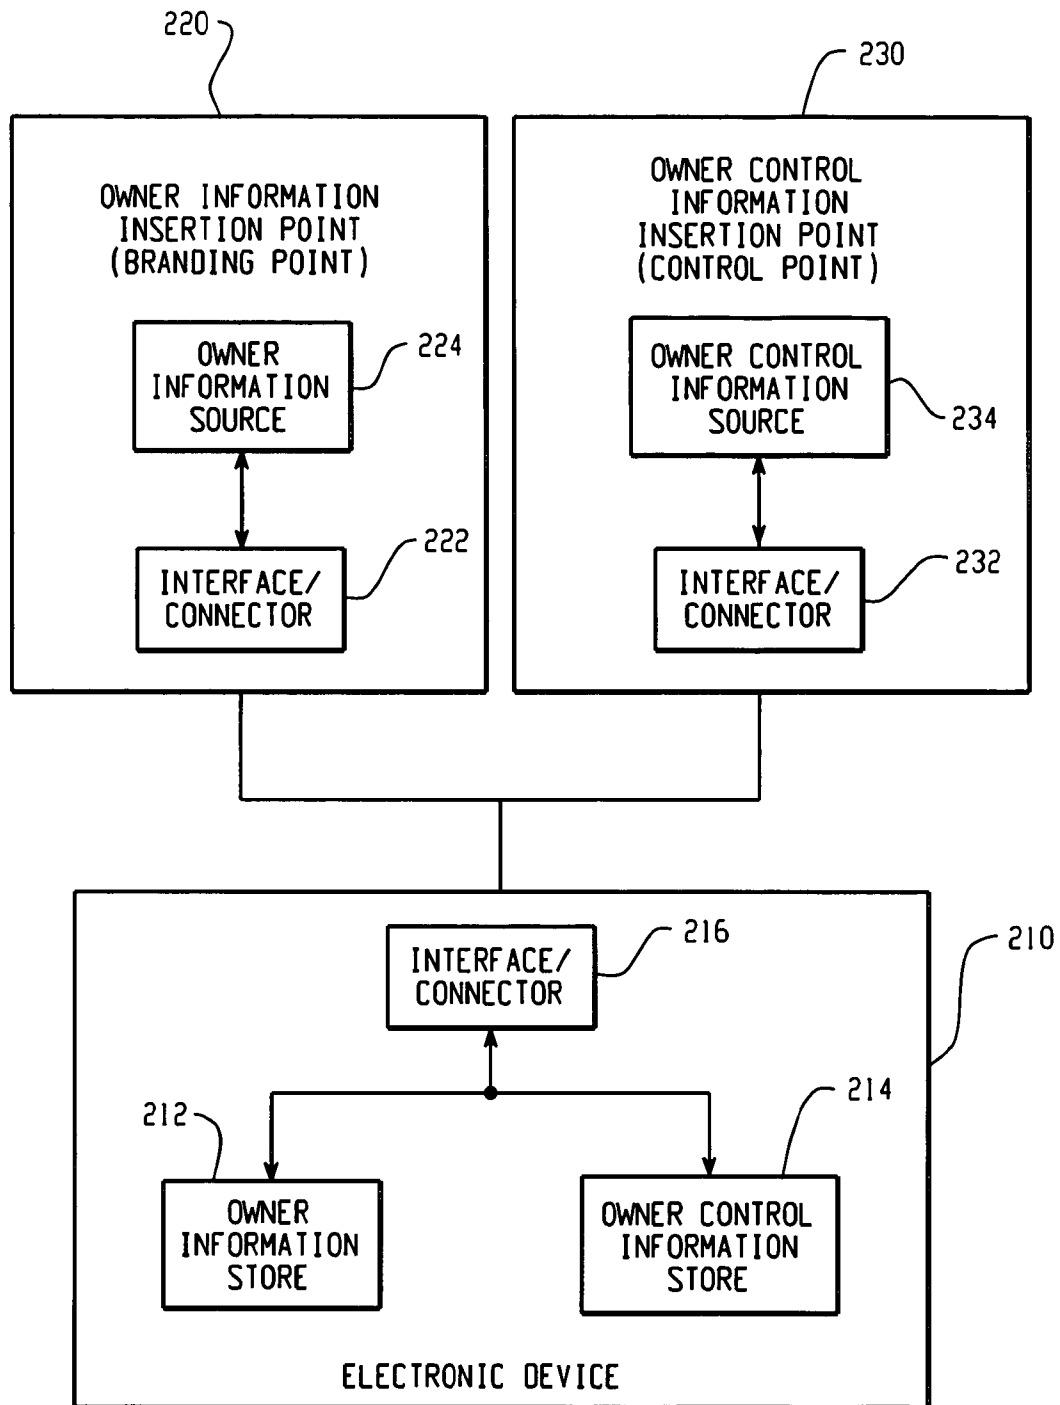 220
230
OWNER INFORMATION
INSERTION POINT
(BRANDING POINT)
OWNER CONTROL
INFORMATION
INSERTION POINT
(CONTROL POINT)
OWNER
INFORMATION
SOURCE
224
OWNER CONTROL
INFORMATION
SOURCE
234
INTERFACE/
CONNECTOR
222
INTERFACE/
CONNECTOR
232
INTERFACE/
CONNECTOR
216
210
212
214
OWNER
INFORMATION
STORE
OWNER CONTROL
INFORMATION
STORE
ELECTRONIC DEVICE